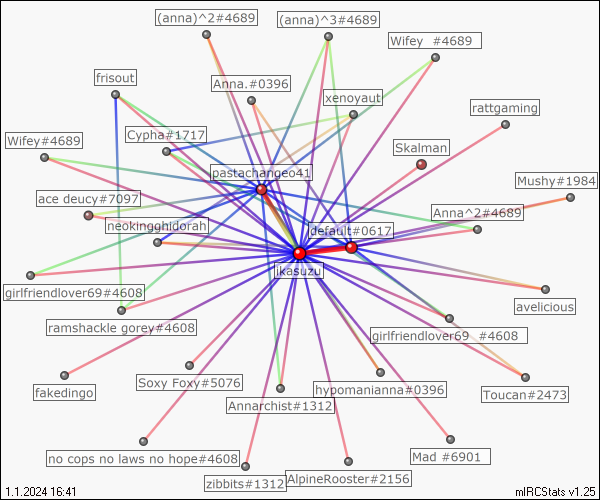 (anna)^2#4689
(anna)^3#4689
Wifey  #4689
frisout
Anna.#0396
xenoyaut
rattgaming
Cypha#1717
Wifey#4689
Skalman
pastachangeo41
Mushy#1984
ace deucy#7097
Anna^2#4689
neokingghidorah
default#0617
ikasuzu
girlfriendlover69#4608
avelicious
ramshackle gorey#4608
girlfriendlover69  #4608
fakedingo
Soxy Foxy#5076
hypomanianna#0396
Toucan#2473
Annarchist#1312
no cops no laws no hope#4608
Mad #6901
zibbits#1312
AlpineRooster#2156
1.1.2024 16:41
mIRCStats v1.25